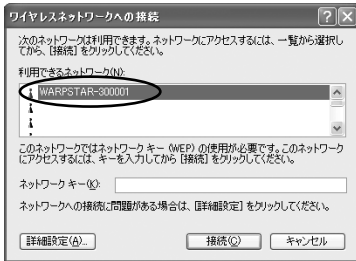 ワイヤレスネットワークへの接続
次のネットワークは利用できます。ネットワークにアクセスするには、一覧から選択し
てから、[接続] をクリックしてください。
利用できるネットワーク(N):
WARPSTAR-300001
このネットワークではネットワーク キー (WEP) の使用が必要です。このネットワーク
にアクセスするには、キーを入力してから [接続] をクリックしてください。
ネットワーク キー(K):
ネットワークへの接続に問題がある場合は、[詳細設定] をクリックしてください。
詳細設定(A)... 接続(C) キャンセル